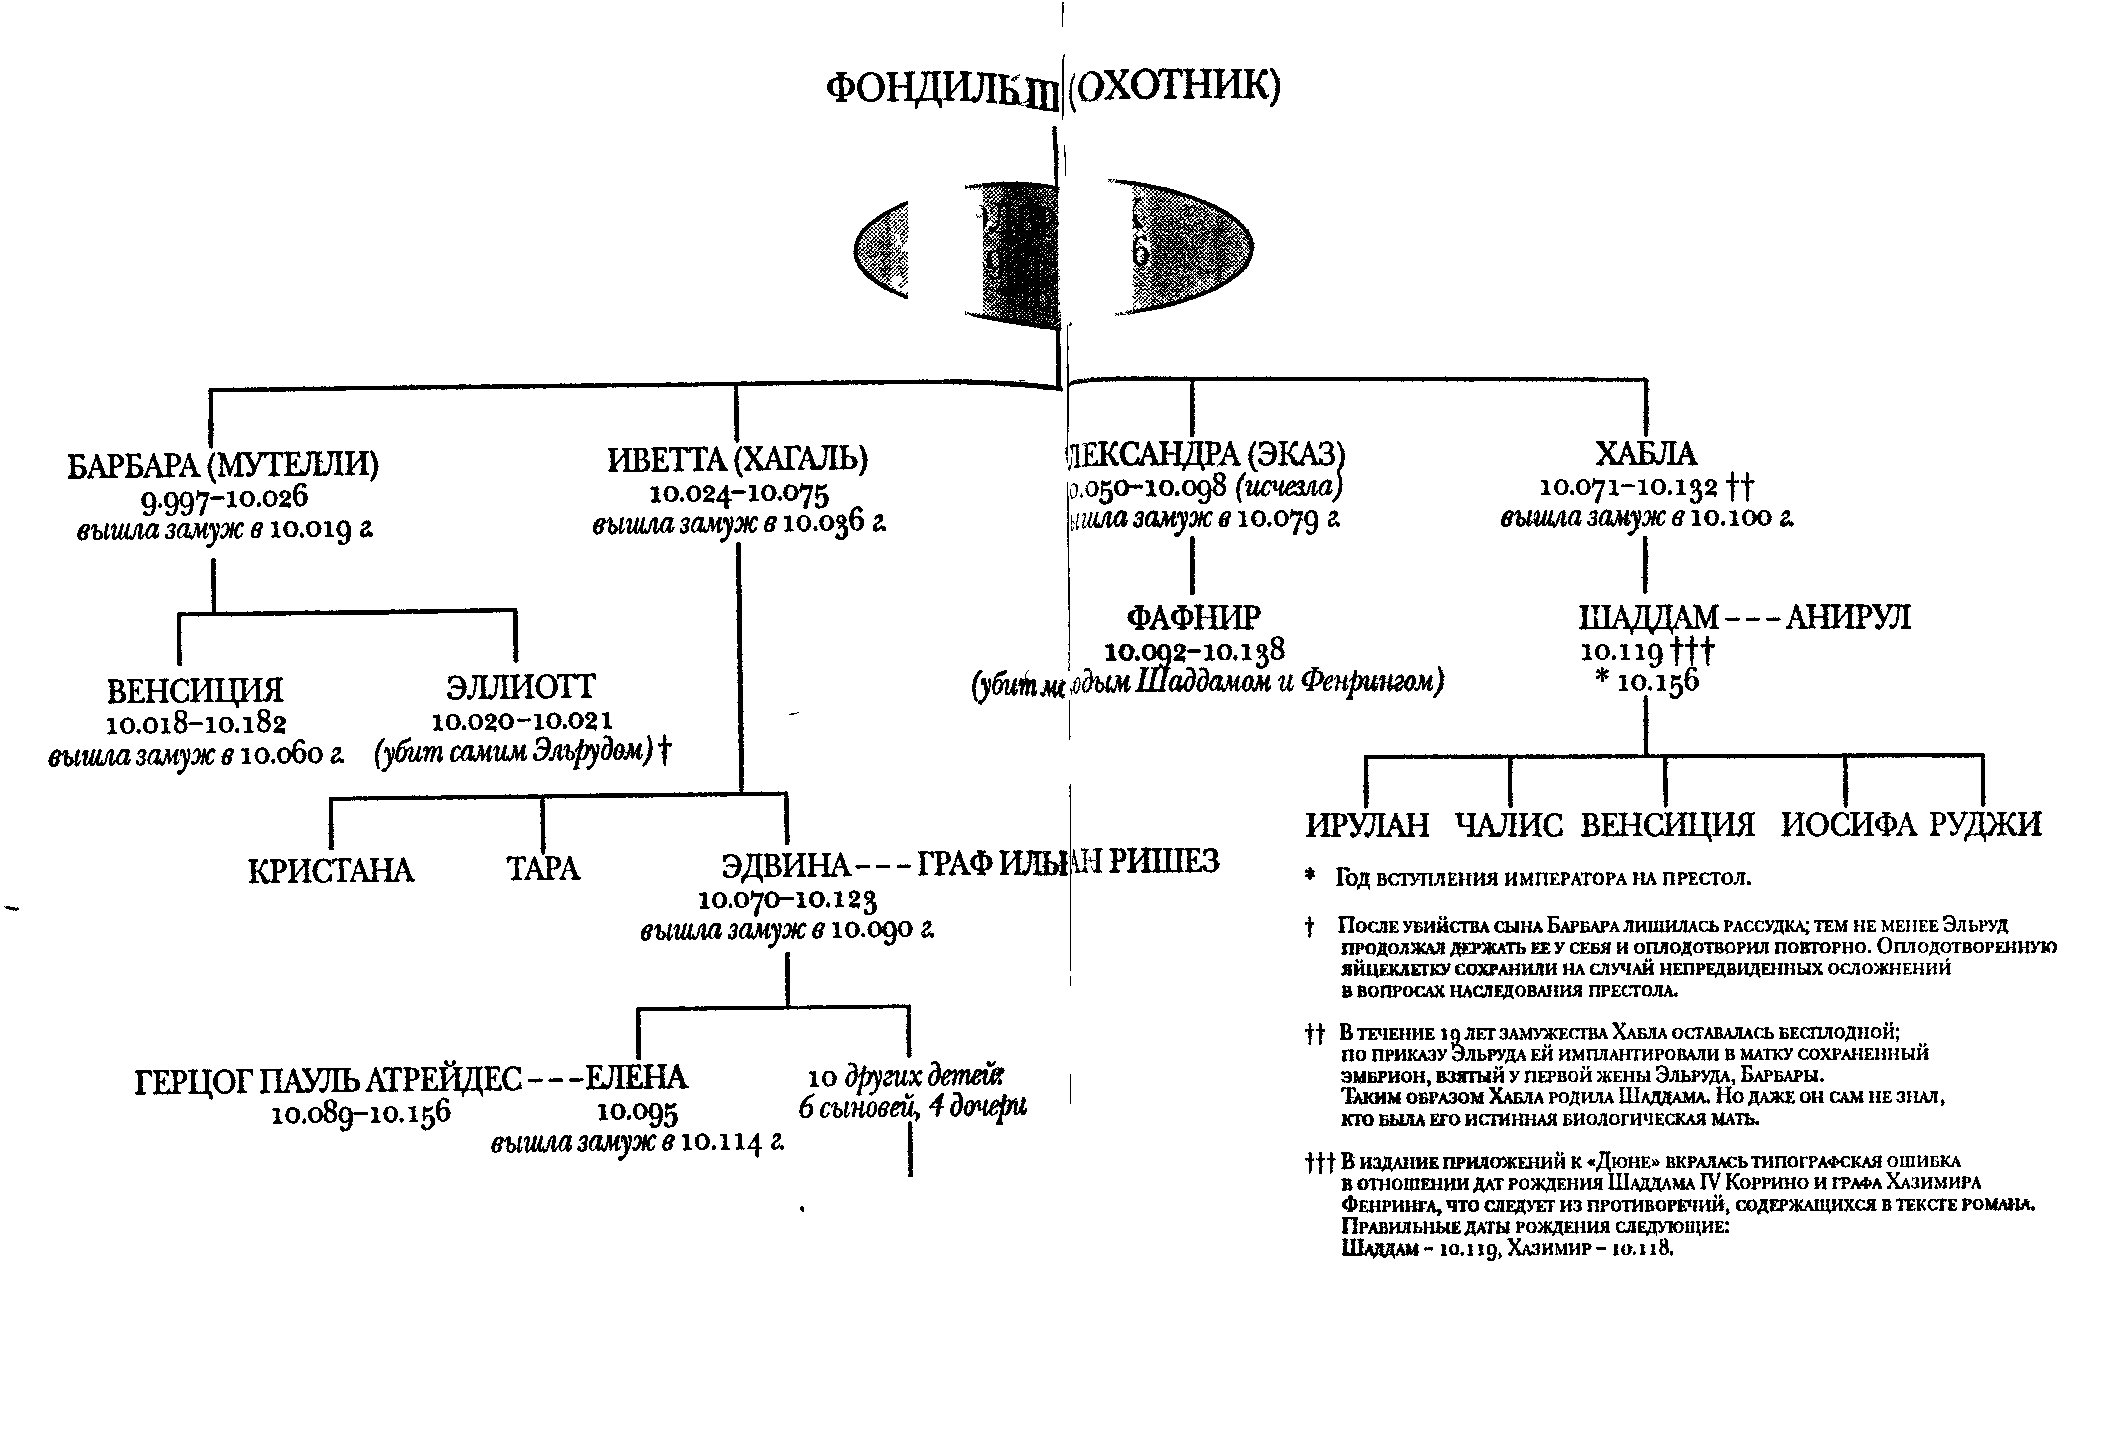 ФОНДИЛЬ III (ОХОТНИК)
6
БАРБАРА (МУТЕЛЛИ)
9.997–10.026
вышла замуж в 10.019 г.
ИВЕТТА (ХАГАЛЬ)
10.024–10.075
вышла замуж в 10.036 г.
ЛЕКСАНДРА (ЭКАЗ)
0.050–10.098 (исчезла)
ышла замуж в 10.079 г.
ХАБЛА
10.071–10.132 ††
вышла замуж в 10.100 г.
ВЕНСИЦИЯ
10.018–10.182
вышла замуж в 10.060 г.
ЭЛЛИОТТ
10.020–10.021
(убит самим Эльрудом) †
ФАФНИР
10.092–10.138
(убит молодым Шаддамом и Фенрингом)
ШАДДАМ - - - АНИРУЛ
10.119 †††
* 10.156
КРИСТАНА
ТАРА
ЭДВИНА - - - ГРАФ ИЛЬБАН РИШЕЗ
10.070–10.123
вышла замуж в 10.090 г.
ИРУЛАН ЧАЛИС ВЕНСИЦИЯ ИОСИФА РУДЖИ
ГЕРЦОГ ПАУЛЬ АТРЕЙДЕС - - - ЕЛЕНА
10.089–10.156
10.095
вышла замуж в 10.114 г.
10 других детей:
6 сыновей, 4 дочери
* Год вступления императора на престол.
† После убийства сына Барбара лишилась рассудка; тем не менее Эльруд
продолжал держать ее у себя и оплодотворил повторно. Оплодотворенную
яйцеклетку сохранили на случай непредвиденных осложнений
в вопросах наследования престола.
†† В течение 19 лет замужества Хабла оставалась бесплодной;
по приказу Эльруда ей имплантировали в матку сохраненный
эмбрион, взятый у первой жены Эльруда, Барбары.
Таким образом Хабла родила Шаддама. Но даже он сам не знал,
кто была его истинная биологическая мать.
††† В издание приложений к «Дюне» вкралась типографская ошибка
в отношении дат рождения Шаддама IV Коррино и графа Хазимира
Фенринга, что следует из противоречий, содержащихся в тексте романа.
Правильные даты рождения следующие:
Шаддам – 10.119, Хазимир – 10.118.